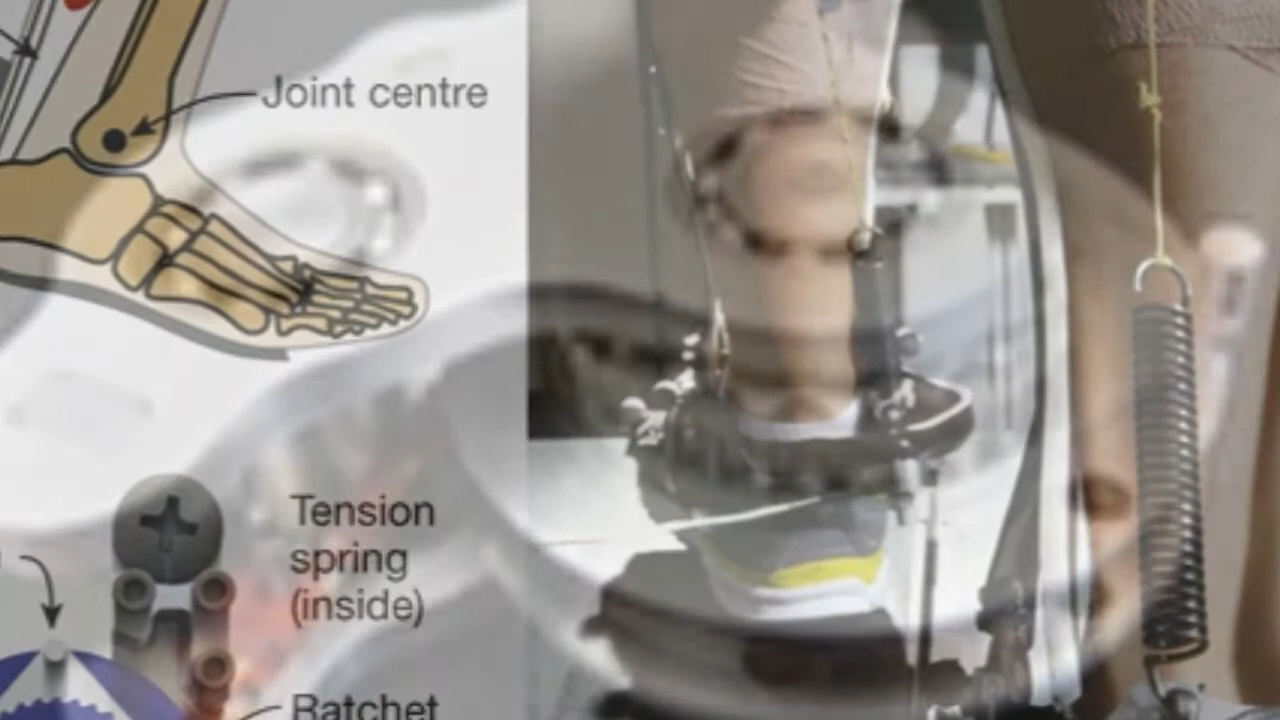 Joint centre
Tension
spring
(inside)
Ratchet